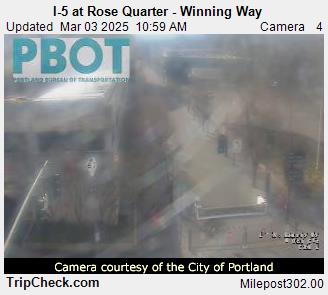 I-5 at Rose Quarter - Winning Way
Updated Mar 03 2025 10:59 AM Camera 4
PBOT
PORTLAND BUREAU OF TRANSPORTATION
Camera courtesy of the City of Portland
TripCheck.com Milepost302.00